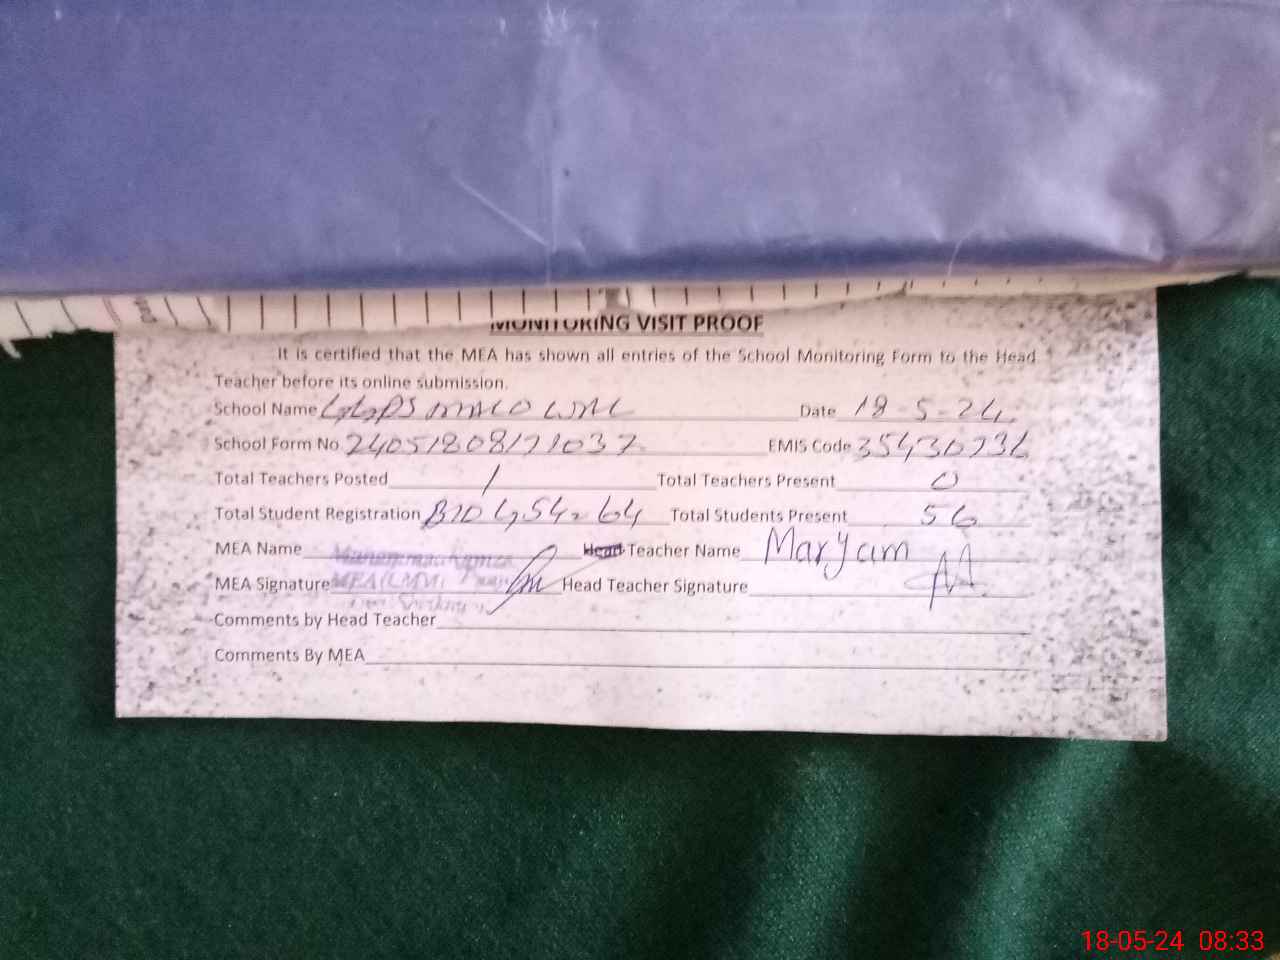 MONITORING VISIT PROOF
It is certified that the MEA has shown all entries of the School Monitoring Form to the Head
Teacher before its online submission.
School Name GGPS Date 18-5-24
School Form No 24051808171037 EMIS Code
Total Teachers Posted 1 Total Teachers Present 0
Total Student Registration 64 Total Students Present 56
MEA Name Head Teacher Name Maryam
MEA Signature Head Teacher Signature
Comments by Head Teacher
Comments By MEA
18-05-24 08:33